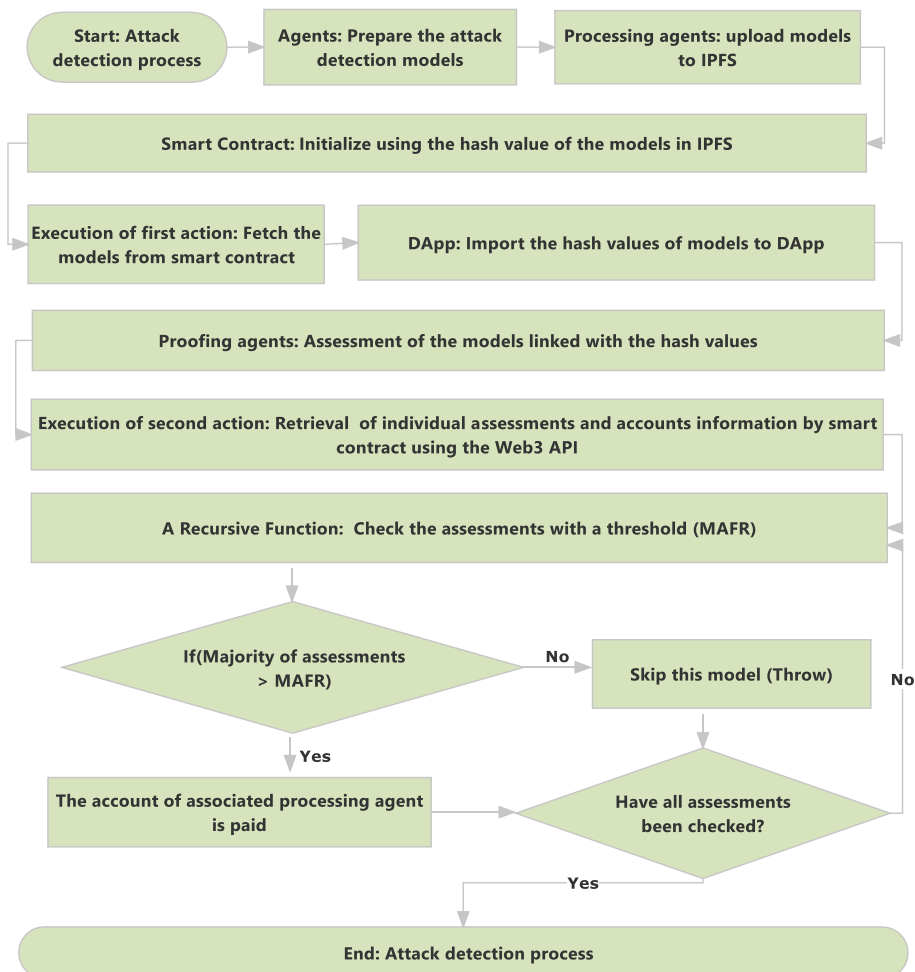 Start: Attack
detection process
Agents: Prepare the attack
detection models
Processing agents: upload models
to IPFS
Smart Contract: Initialize using the hash value of the models in IPFS
Execution of first action: Fetch the
models from smart contract
DApp: Import the hash values of models to DApp
Proofing agents: Assessment of the models linked with the hash values
Execution of second action: Retrieval  of individual assessments and accounts information by smart
contract using the Web3 API
A Recursive Function:  Check the assessments with a threshold (MAFR)
If(Majority of assessments
> MAFR)
No
Skip this model (Throw)
No
Yes
The account of associated processing agent
is paid
Have all assessments
been checked?
Yes
End: Attack detection process